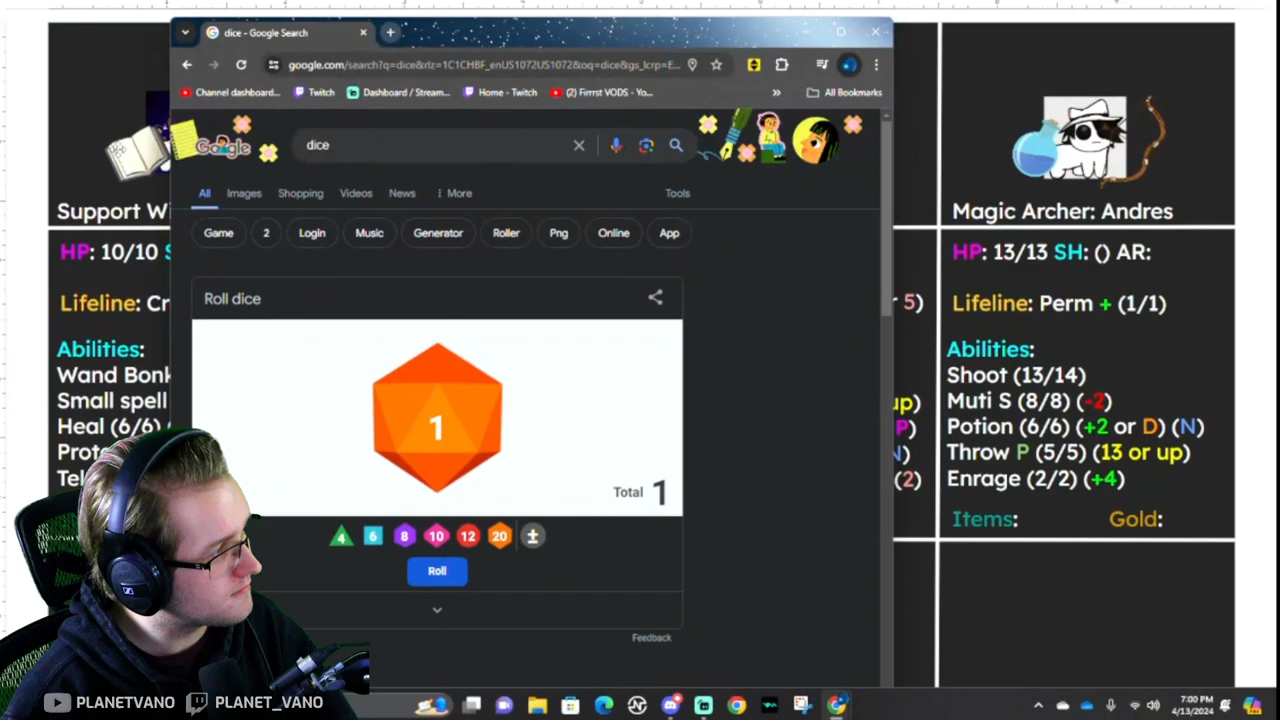 dice - Google Search
google.com/search?q=dice&rlz=1C1CHBF_enUS1072US1072&oq=dice&gs_lcrp=E...
Channel dashboard...
Twitch
Dashboard / Stream...
Home - Twitch
(2) Firrrst VODS - Yo...
All Bookmarks
Google
dice
All
Images
Shopping
Videos
News
More
Tools
Game
2
Login
Music
Generator
Roller
Png
Online
App
Roll dice
1
Total 1
4
6
8
10
12
20
Roll
Feedback
Support Wi
HP: 10/10 S
Lifeline: Cr
Abilities:
Wand Bonk
Small spell
Heal (6/6)
Prote
Tel
5)
up)
P)
(2)
Magic Archer: Andres
HP: 13/13 SH: () AR:
Lifeline: Perm + (1/1)
Abilities:
Shoot (13/14)
Muti S (8/8) (-2)
Potion (6/6) (+2 or D) (N)
Throw P (5/5) (13 or up)
Enrage (2/2) (+4)
Items: Gold:
PLANETVANO
PLANET_VANO
7:00 PM
4/13/2024